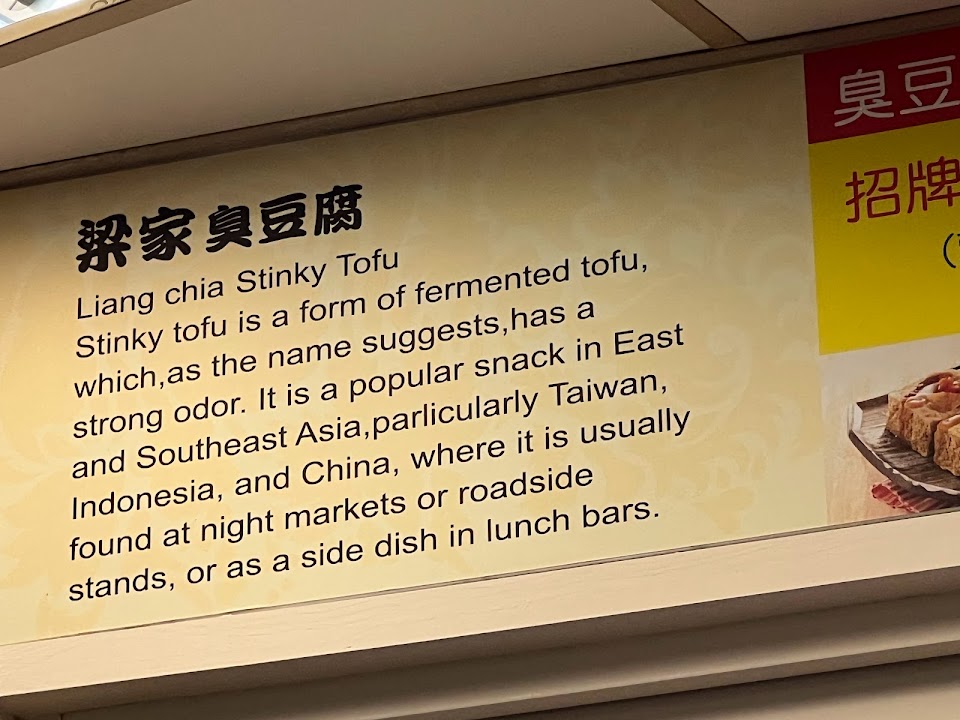 梁家臭豆腐
Liang chia Stinky Tofu
Stinky tofu is a form of fermented tofu,
which,as the name suggests,has a
strong odor. It is a popular snack in East
and Southeast Asia,parlicularly Taiwan,
Indonesia, and China, where it is usually
found at night markets or roadside
stands, or as a side dish in lunch bars.
臭豆
招牌